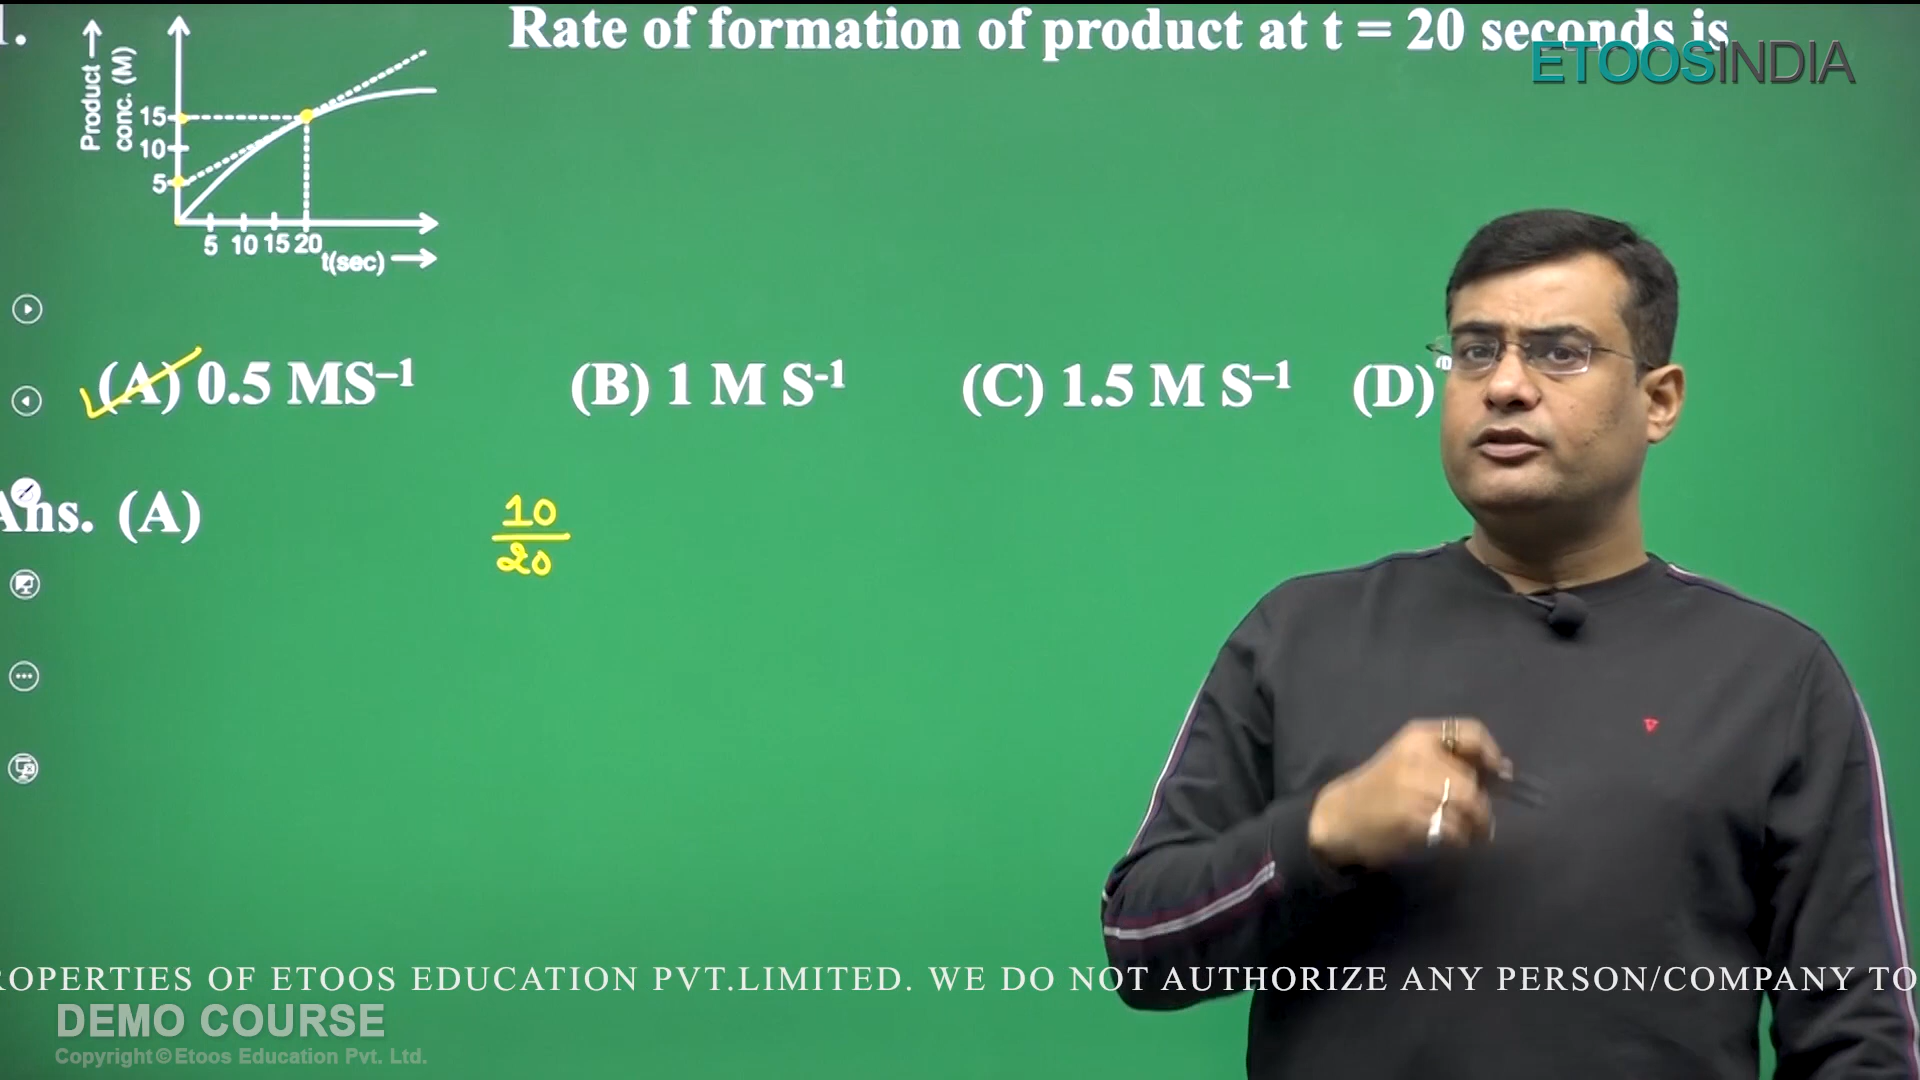 1.
Product
conc. (M)
15
10
5
5 10 15 20
t(sec)
Rate of formation of product at t = 20 seconds is
ETOOSINDIA
(A) 0.5 MS⁻¹ (B) 1 M S⁻¹ (C) 1.5 M S⁻¹ (D)
Ans. (A)
10
20
ROPERTIES OF ETOOS EDUCATION PVT.LIMITED. WE DO NOT AUTHORIZE ANY PERSON/COMPANY TO
DEMO COURSE
Copyright © Etoos Education Pvt. Ltd.